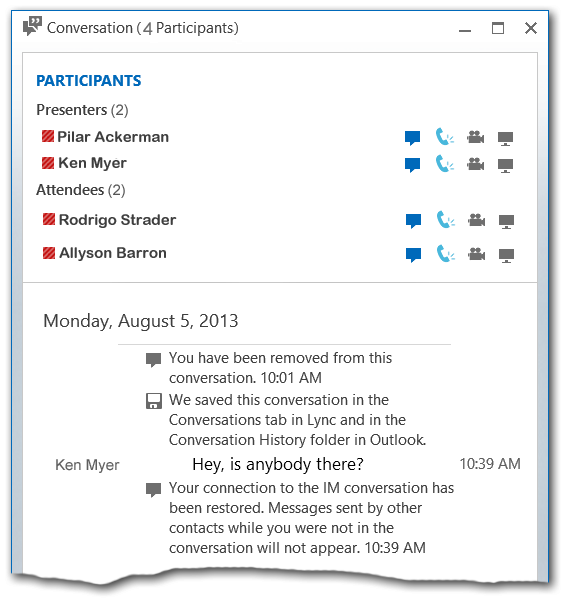 Conversation (4 Participants)
PARTICIPANTS
Presenters (2)
Pilar Ackerman
Ken Myer
Attendees (2)
Rodrigo Strader
Allyson Barron
Monday, August 5, 2013
You have been removed from this
conversation. 10:01 AM
We saved this conversation in the
Conversations tab in Lync and in the
Conversation History folder in Outlook.
Ken Myer Hey, is anybody there? 10:39 AM
Your connection to the IM conversation has
been restored. Messages sent by other
contacts while you were not in the
conversation will not appear. 10:39 AM